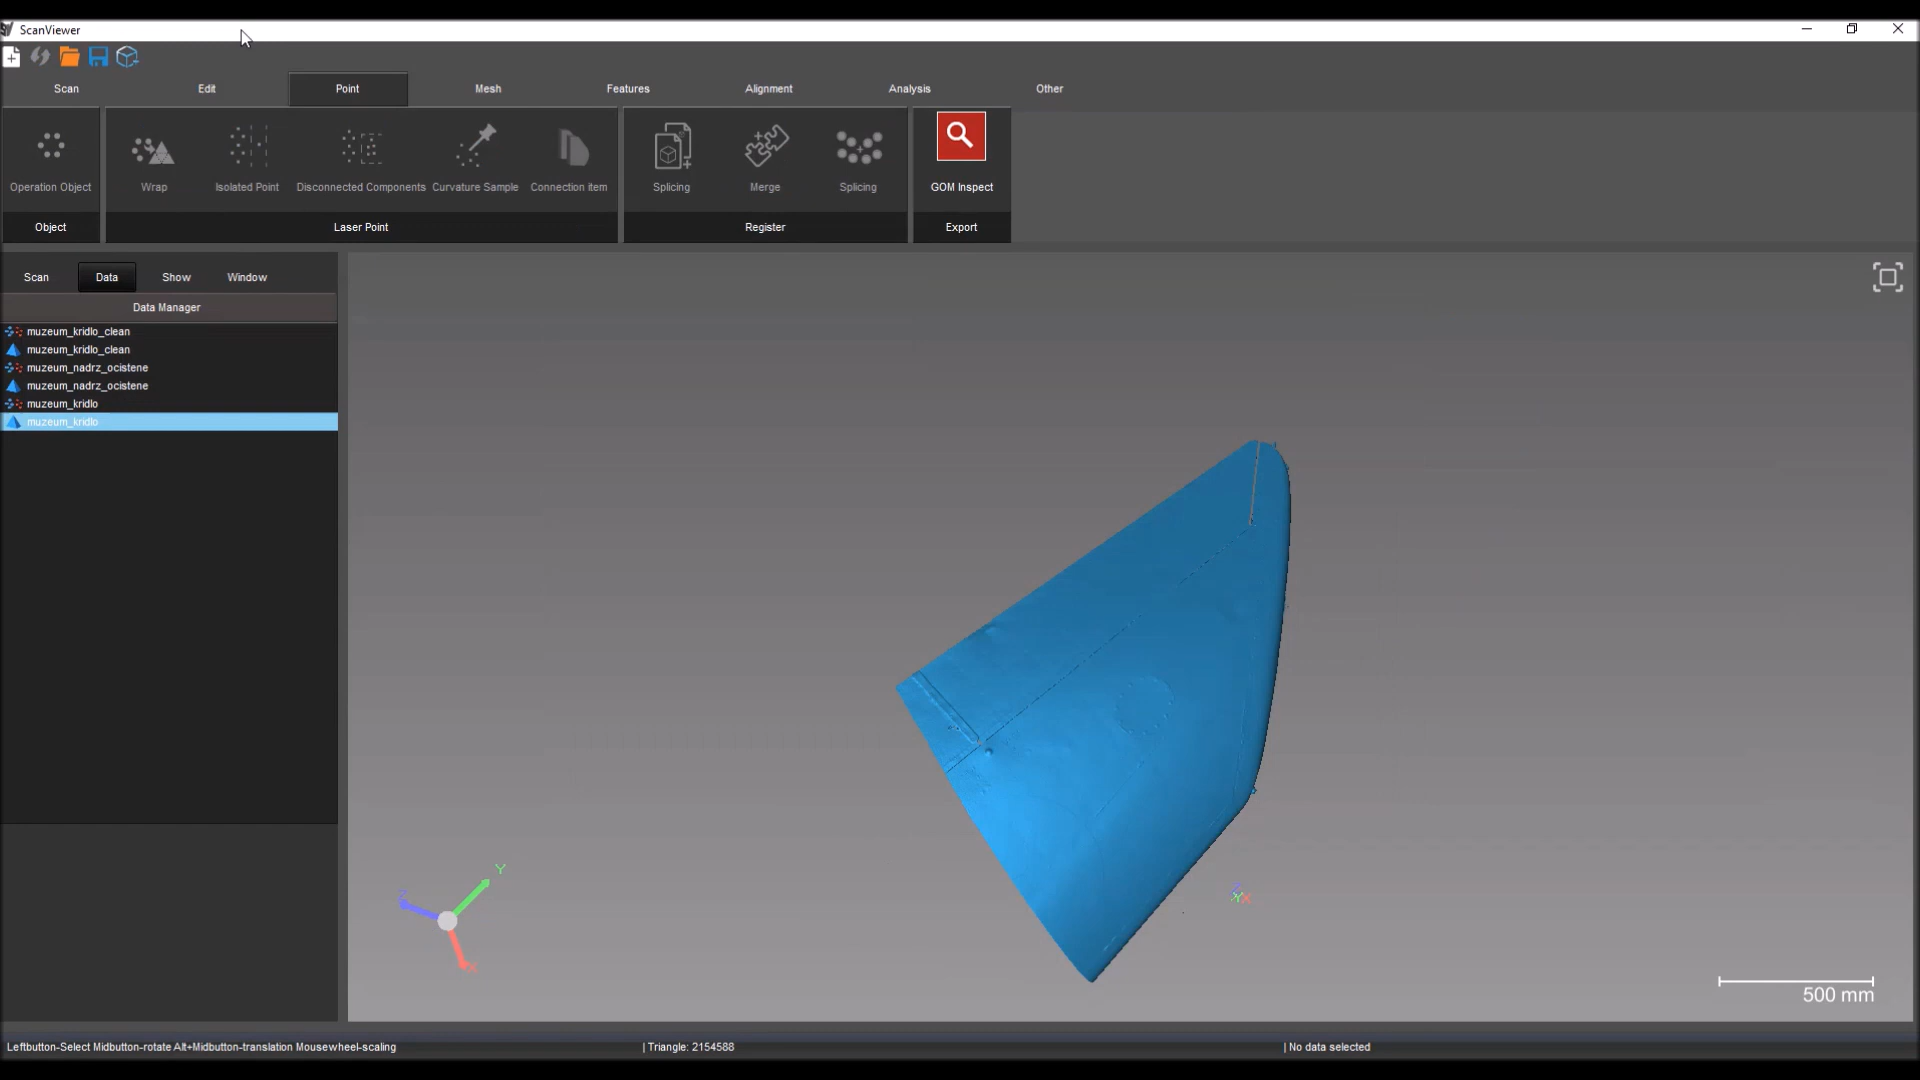 ScanViewer
Scan Edit Point Mesh Features Alignment Analysis Other
Operation Object Wrap Isolated Point Disconnected Components Curvature Sample Connection item Splicing Merge Splicing GOM Inspect
Object Laser Point Register Export
Scan Data Show Window
Data Manager
muzeum_kridlo_clean
muzeum_kridlo_clean
muzeum_nadrz_ocistene
muzeum_nadrz_ocistene
muzeum_kridlo
muzeum_kridlo
Y
Z
X
Z
Y X
500 mm
Leftbutton-Select Midbutton-rotate Alt+Midbutton-translation Mousewheel-scaling | Triangle: 2154588 | No data selected